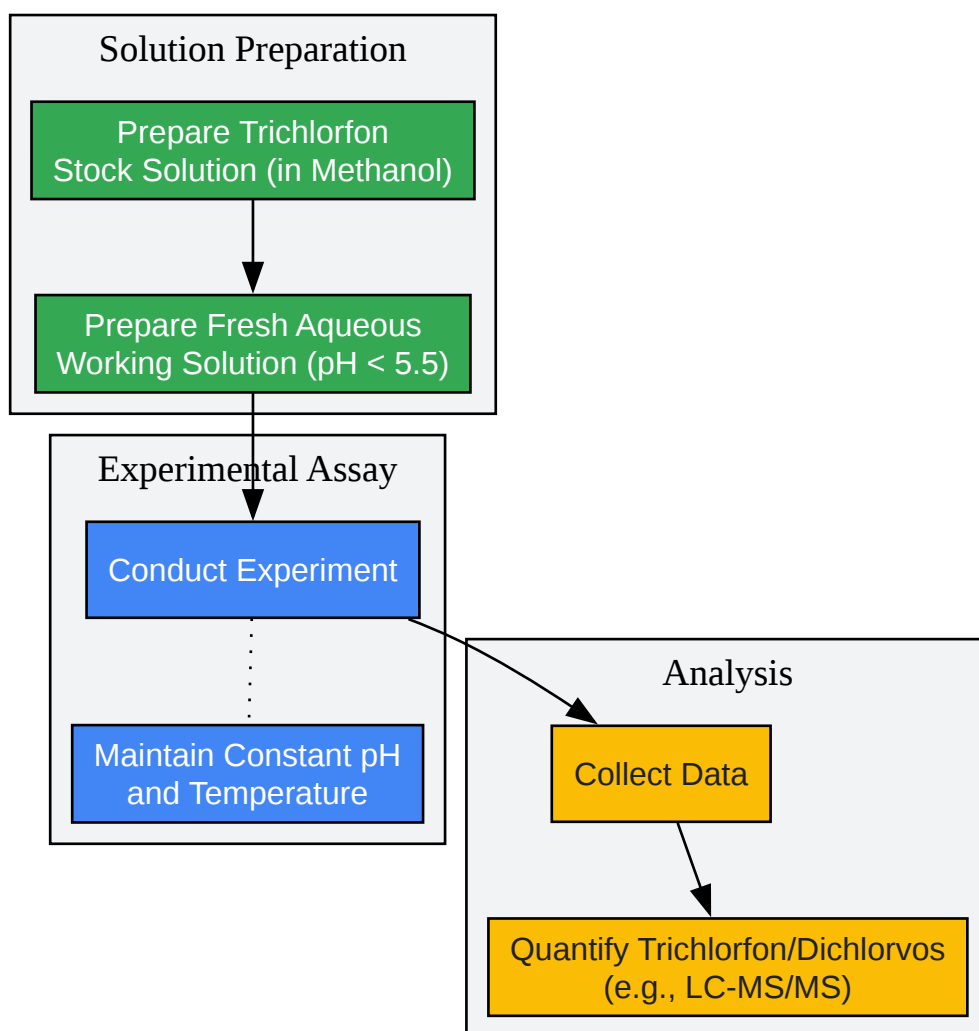 Solution Preparation
Prepare Trichlorfon
Stock Solution (in Methanol)
Prepare Fresh Aqueous
Working Solution (pH < 5.5)
Experimental Assay
Conduct Experiment
Maintain Constant pH
and Temperature
Analysis
Collect Data
Quantify Trichlorfon/Dichlorvos
(e.g., LC-MS/MS)